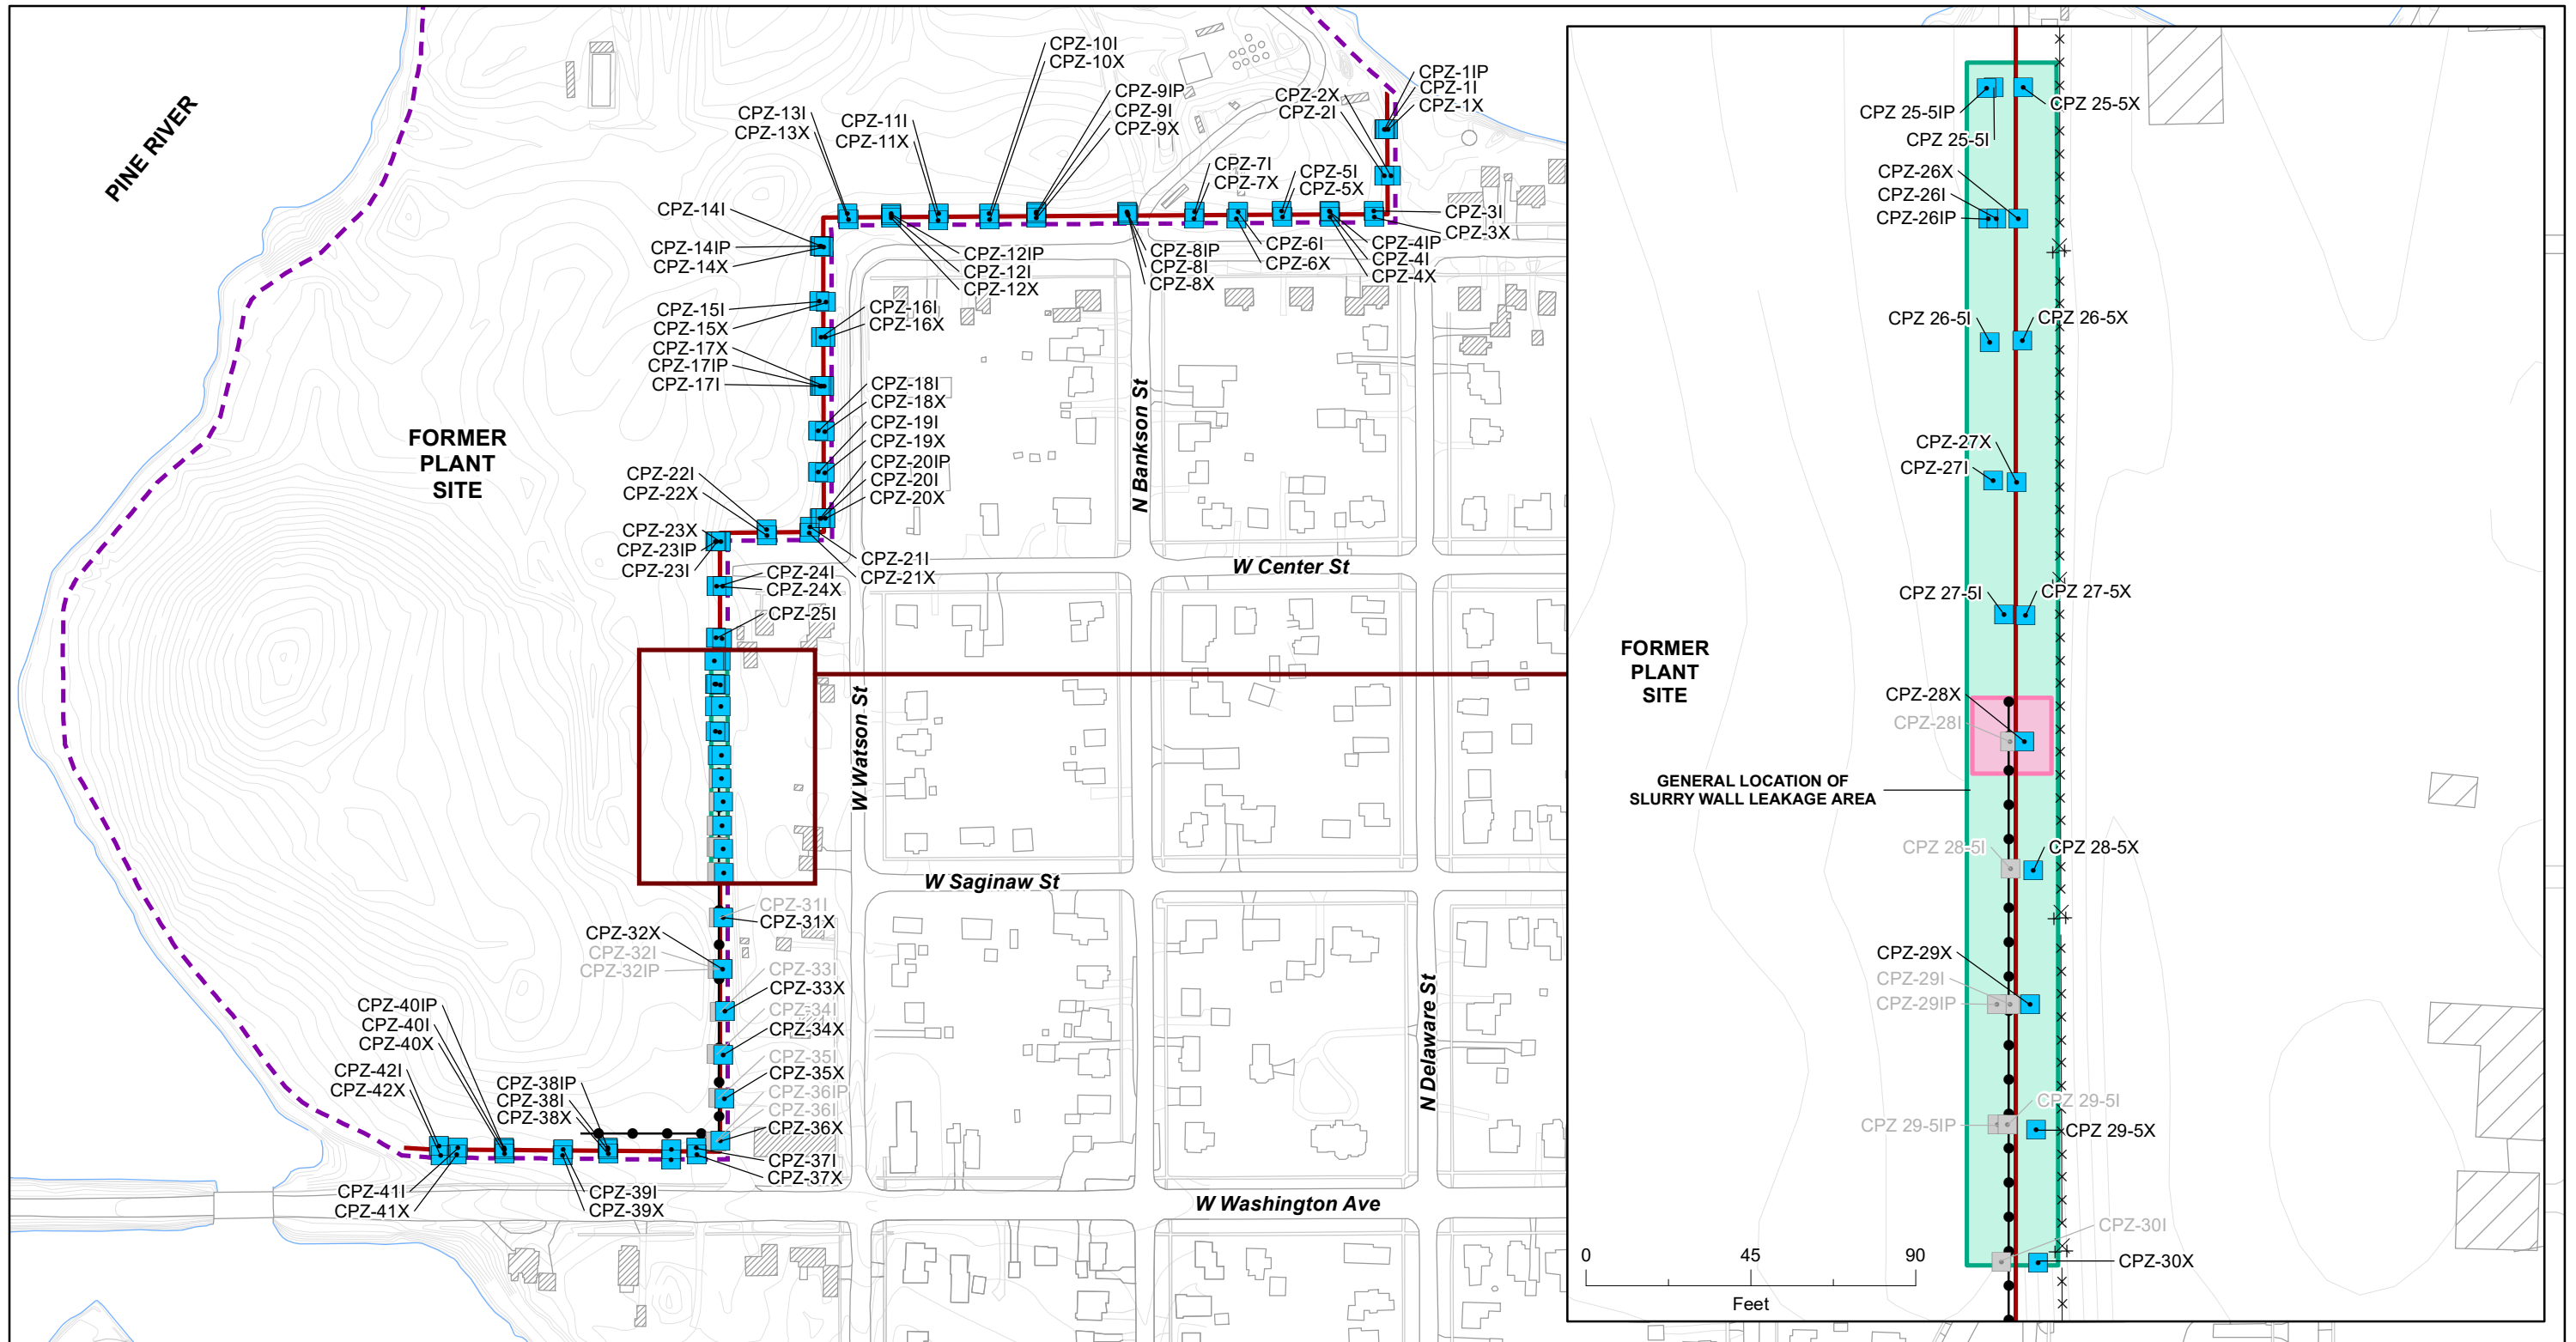 PINE RIVER
FORMER
PLANT
SITE
CPZ-10I
CPZ-10X
CPZ-9IP
CPZ-9I
CPZ-9X
CPZ-13I
CPZ-13X
CPZ-11I
CPZ-11X
CPZ-2X
CPZ-2I
CPZ-1IP
CPZ-1I
CPZ-1X
CPZ-7I
CPZ-7X
CPZ-5I
CPZ-5X
CPZ-3I
CPZ-3X
CPZ-4IP
CPZ-4I
CPZ-4X
CPZ-6I
CPZ-6X
CPZ-8IP
CPZ-8I
CPZ-8X
CPZ-12IP
CPZ-12I
CPZ-12X
CPZ-14I
CPZ-14IP
CPZ-14X
CPZ-15I
CPZ-15X
CPZ-16I
CPZ-16X
CPZ-17X
CPZ-17IP
CPZ-17I
CPZ-18I
CPZ-18X
CPZ-19I
CPZ-19X
CPZ-20IP
CPZ-20I
CPZ-20X
CPZ-22I
CPZ-22X
CPZ-23X
CPZ-23IP
CPZ-23I
CPZ-21I
CPZ-21X
CPZ-24I
CPZ-24X
CPZ-25I
N Bankson St
W Center St
W Watson St
W Saginaw St
N Delaware St
W Washington Ave
CPZ-31I
CPZ-31X
CPZ-32X
CPZ-32I
CPZ-32IP
CPZ-33I
CPZ-33X
CPZ-34I
CPZ-34X
CPZ-35I
CPZ-35X
CPZ-36IP
CPZ-36I
CPZ-36X
CPZ-37I
CPZ-37X
CPZ-40IP
CPZ-40I
CPZ-40X
CPZ-42I
CPZ-42X
CPZ-38IP
CPZ-38I
CPZ-38X
CPZ-41I
CPZ-41X
CPZ-39I
CPZ-39X
CPZ 25-5IP
CPZ 25-5I
CPZ 25-5X
CPZ-26X
CPZ-26I
CPZ-26IP
CPZ 26-5I
CPZ 26-5X
CPZ-27X
CPZ-27I
CPZ 27-5I
CPZ 27-5X
FORMER
PLANT
SITE
CPZ-28X
CPZ-28I
GENERAL LOCATION OF
SLURRY WALL LEAKAGE AREA
CPZ 28-5I
CPZ 28-5X
CPZ-29X
CPZ-29I
CPZ-29IP
CPZ 29-5I
CPZ 29-5IP
CPZ 29-5X
CPZ-30I
CPZ-30X
0 45 90
Feet